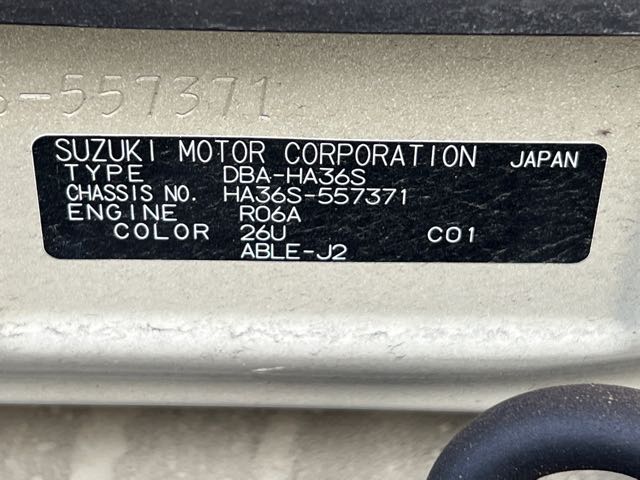 S-557371
SUZUKI MOTOR CORPORATION JAPAN
TYPE DBA-HA36S
CHASSIS NO. HA36S-557371
ENGINE R06A
COLOR 26U C01
ABLE-J2